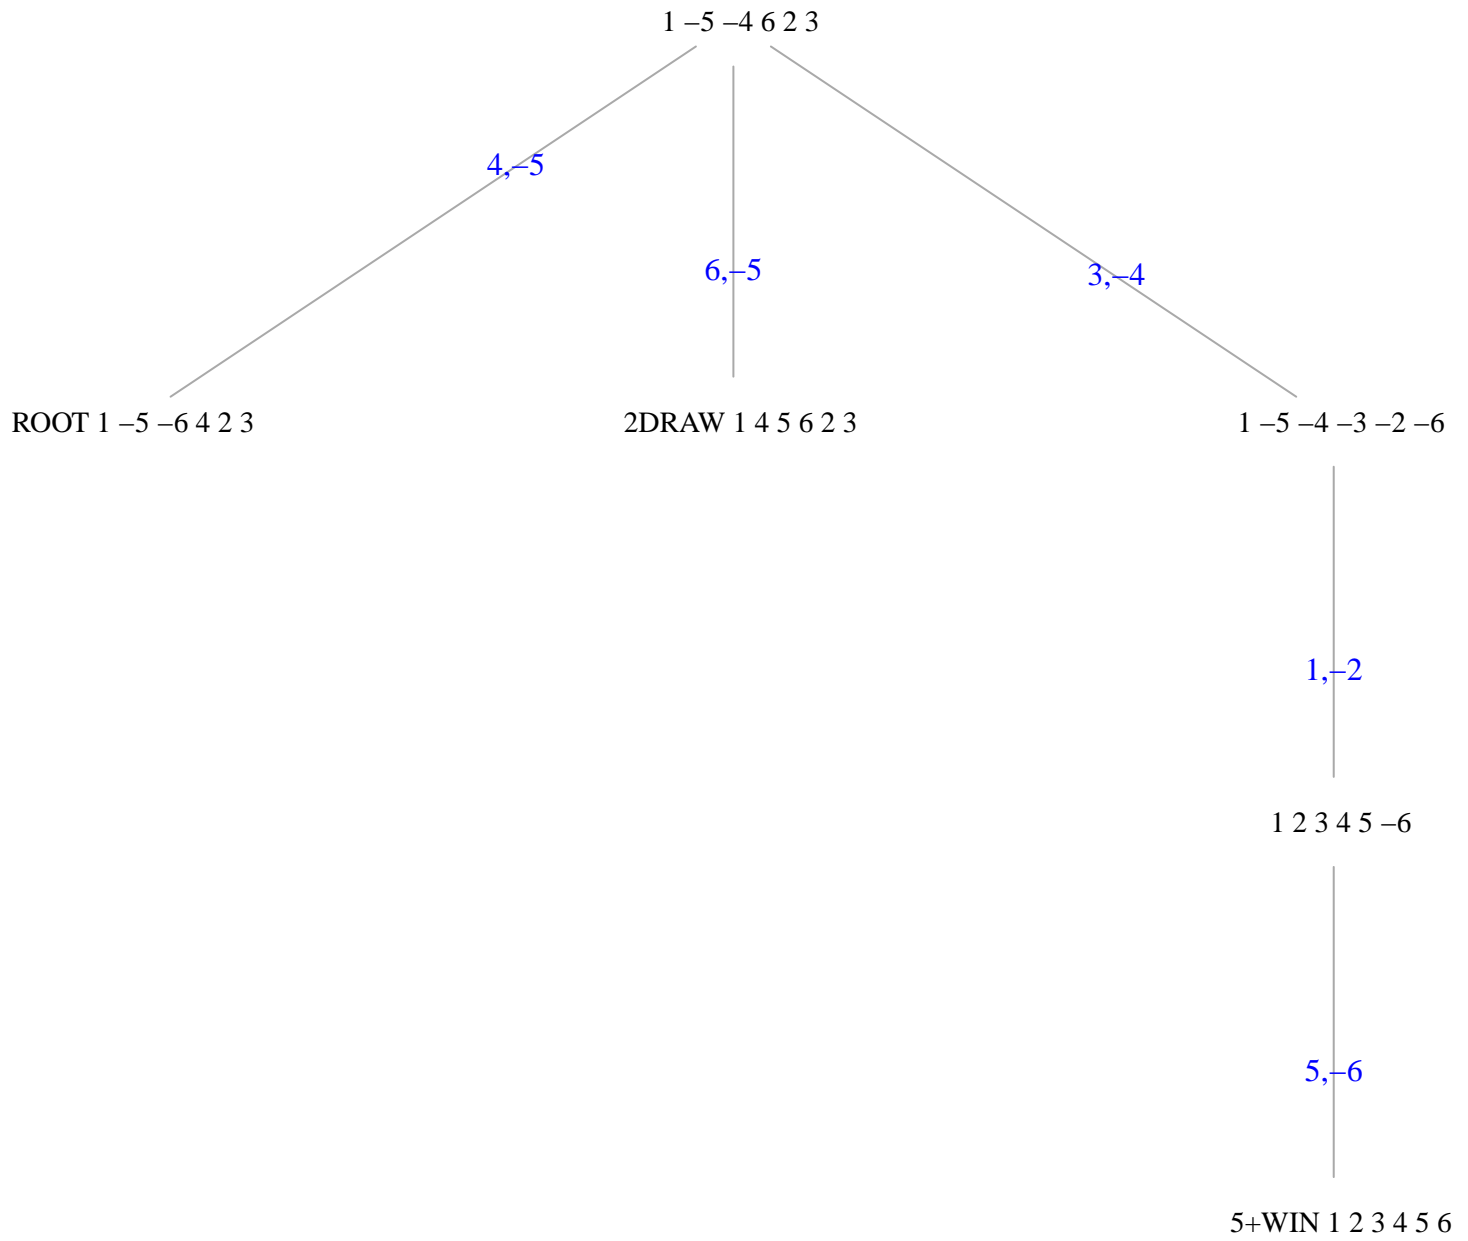 1 –5 –4 6 2 3
4,–5
6,–5
3,–4
ROOT 1 –5 –6 4 2 3
2DRAW 1 4 5 6 2 3
1 –5 –4 –3 –2 –6
1,–2
1 2 3 4 5 –6
5,–6
5+WIN 1 2 3 4 5 6